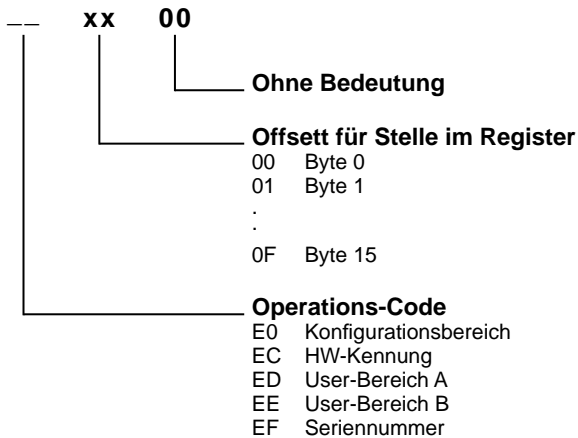 __ xx 00
Ohne Bedeutung
Offsett für Stelle im Register
00 Byte 0
01 Byte 1
.
.
0F Byte 15
Operations-Code
E0 Konfigurationsbereich
EC HW-Kennung
ED User-Bereich A
EE User-Bereich B
EF Seriennummer